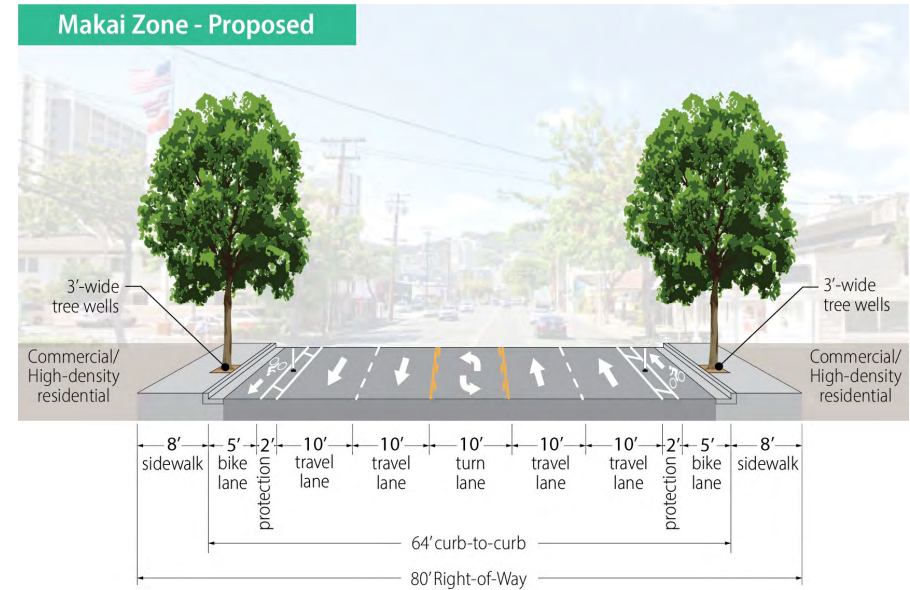 Makai Zone - Proposed
3’-wide
tree wells
3’-wide
tree wells
Commercial/
High-density
residential
Commercial/
High-density
residential
8’
sidewalk
5’
bike
lane
2’
protection
10’
travel
lane
10’
travel
lane
10’
turn
lane
10’
travel
lane
10’
travel
lane
2’
protection
5’
bike
lane
8’
sidewalk
64’ curb-to-curb
80’ Right-of-Way